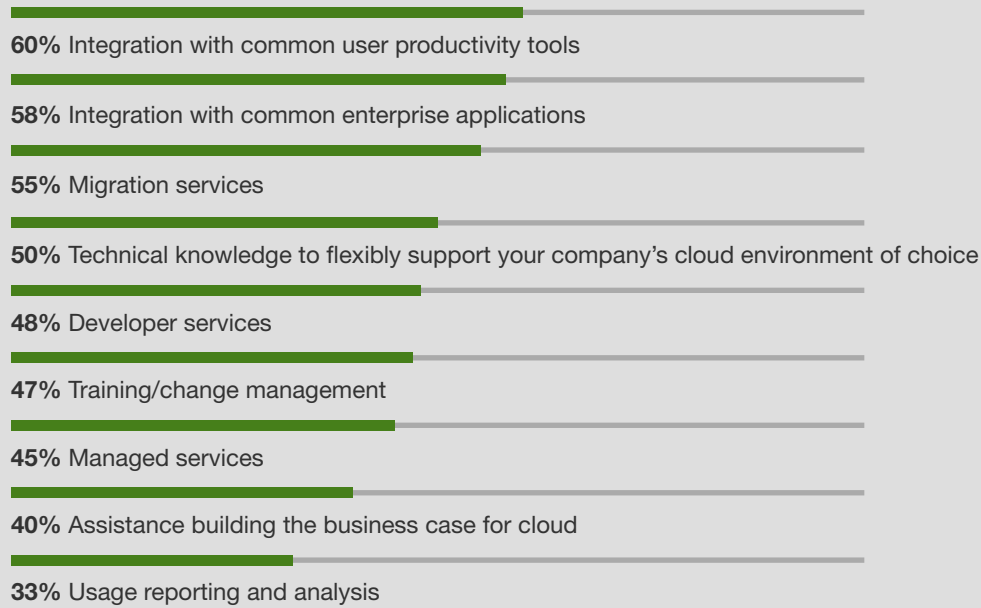 60% Integration with common user productivity tools
58% Integration with common enterprise applications
55% Migration services
50% Technical knowledge to flexibly support your company’s cloud environment of choice
48% Developer services
47% Training/change management
45% Managed services
40% Assistance building the business case for cloud
33% Usage reporting and analysis